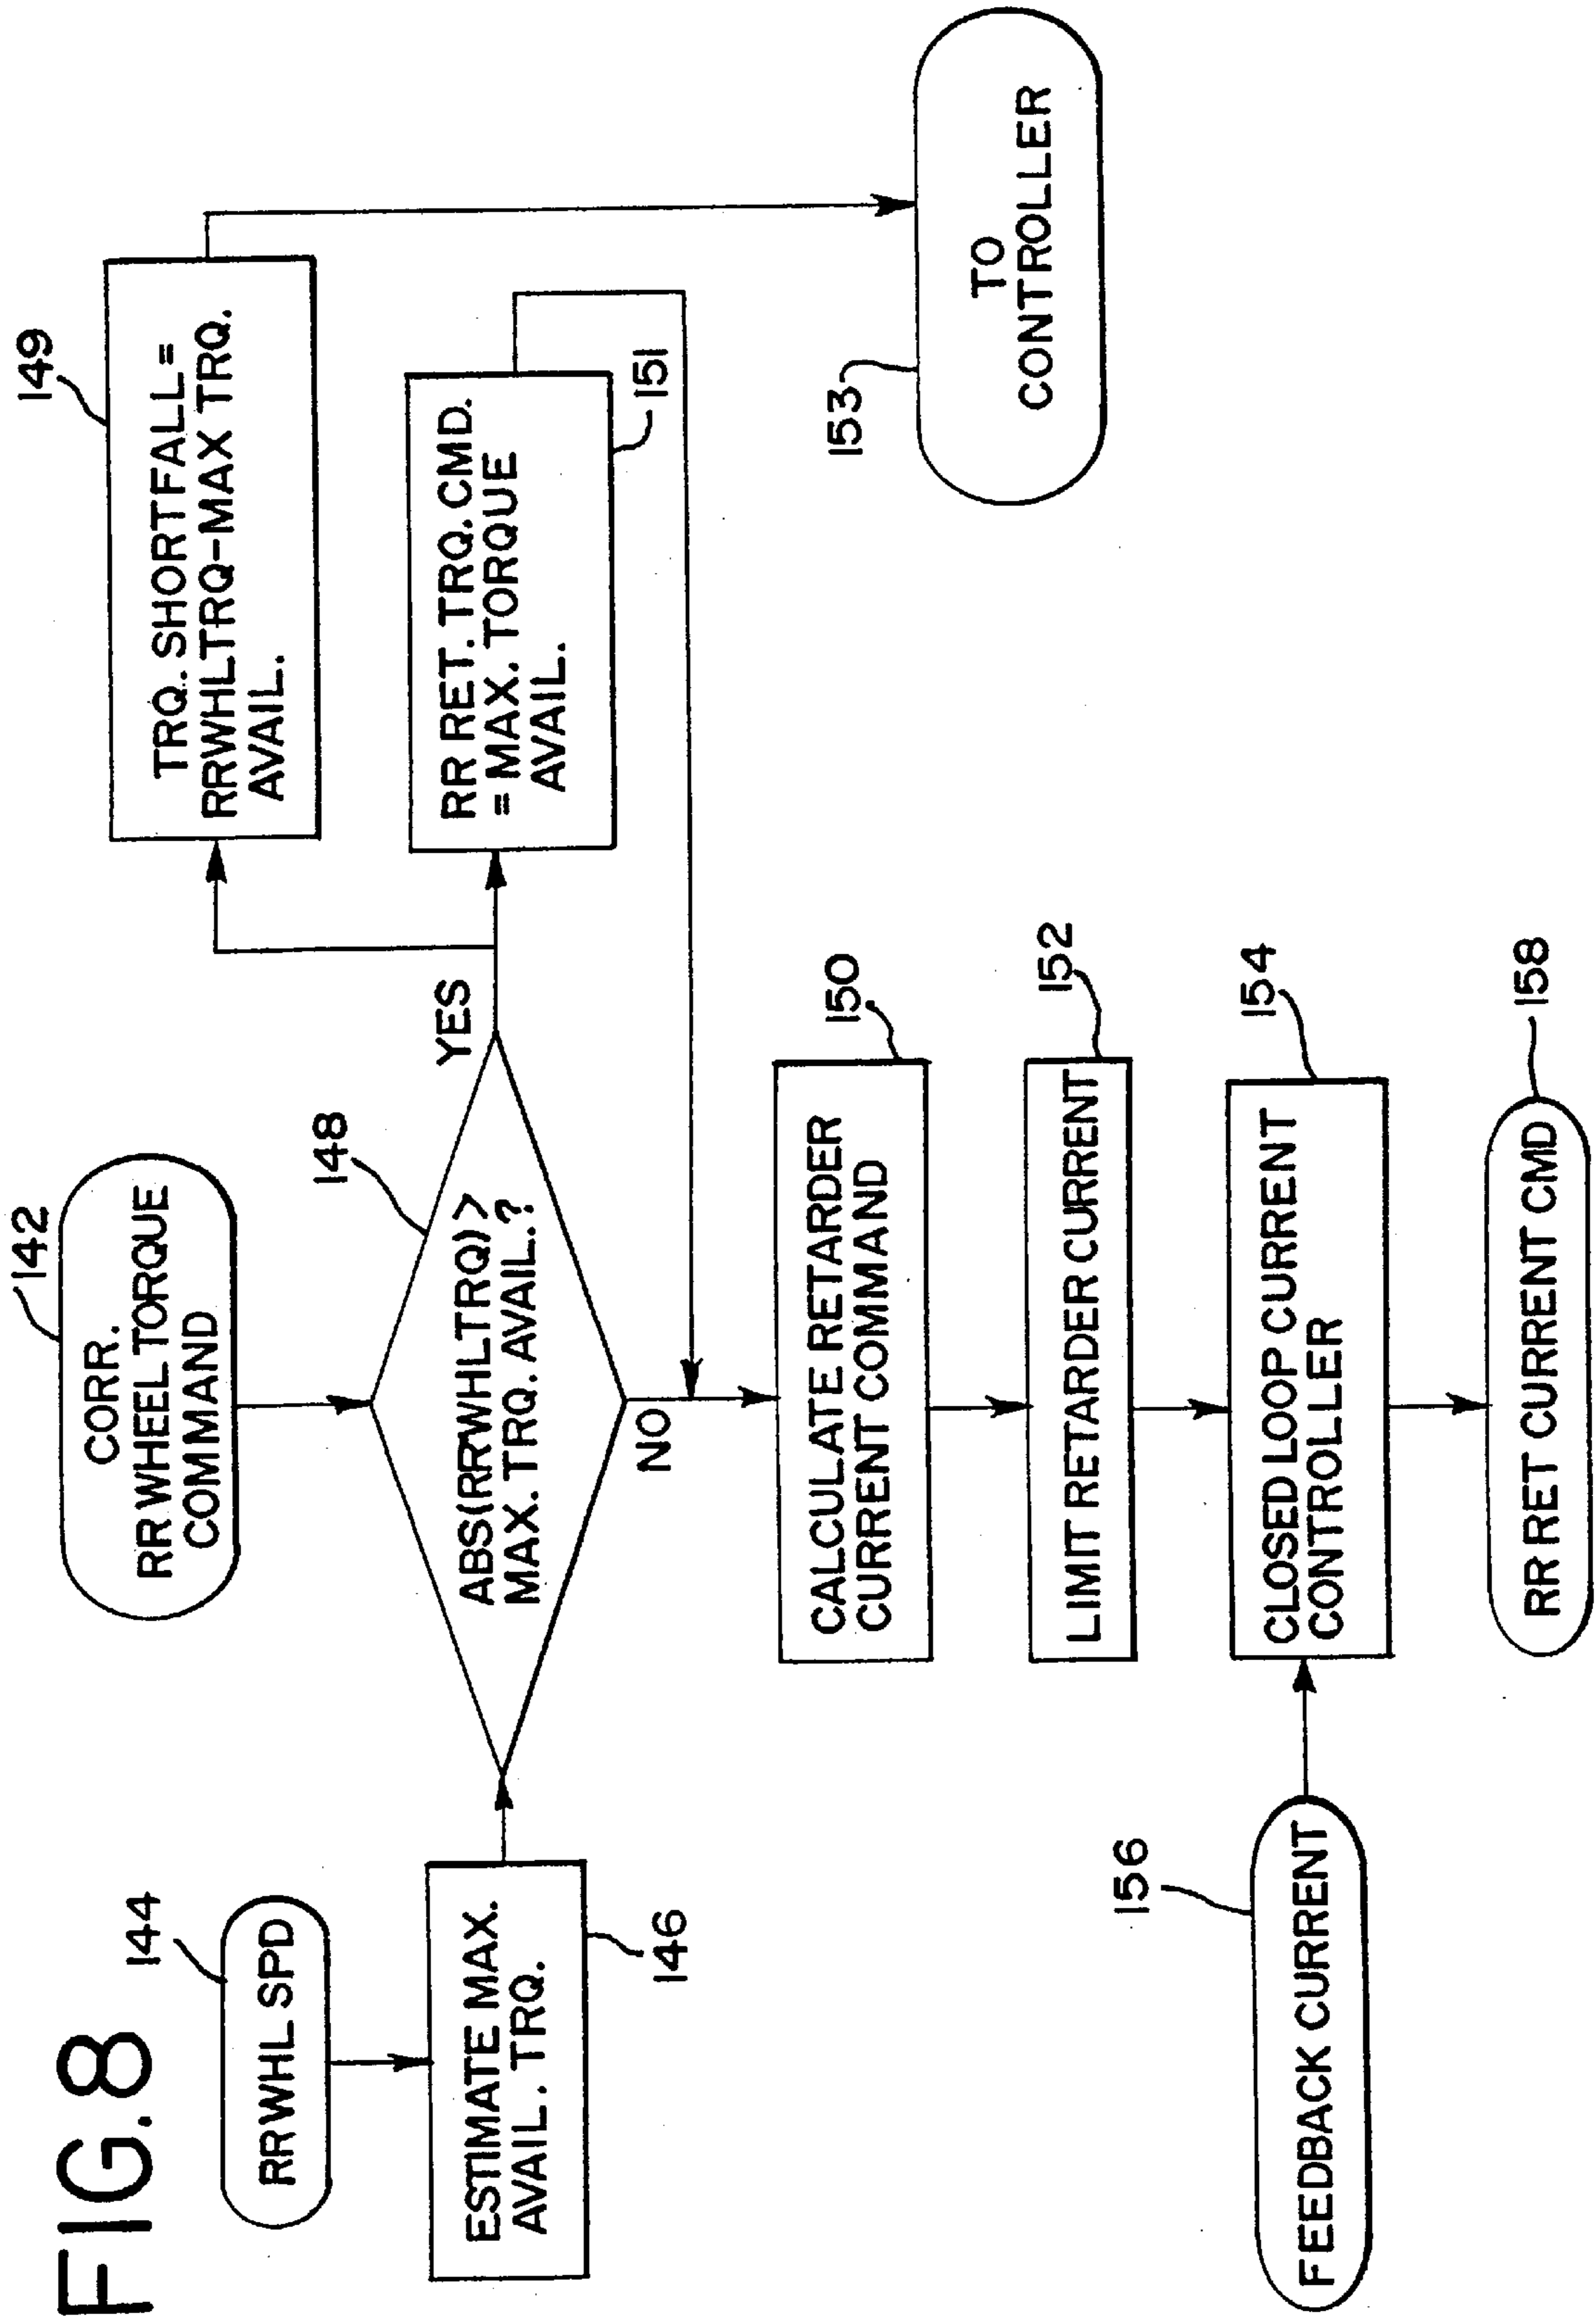 FIG.8
142
CORR.
RR WHEEL TORQUE
COMMAND
144
RRWHL SPD
ESTIMATE MAX.
AVAIL. TRQ.
146
148
ABS(RRWHLTRQ)>
MAX. TRQ. AVAIL.?
YES
NO
149
TRQ. SHORTFALL=
RRWHLTRQ-MAX TRQ.
AVAIL.
RR RET. TRQ. CMD.
= MAX. TORQUE
AVAIL.
151
150
CALCULATE RETARDER
CURRENT COMMAND
152
LIMIT RETARDER CURRENT
154
CLOSED LOOP CURRENT
CONTROLLER
156
FEEDBACK CURRENT
158
RR RET CURRENT CMD
153
TO
CONTROLLER